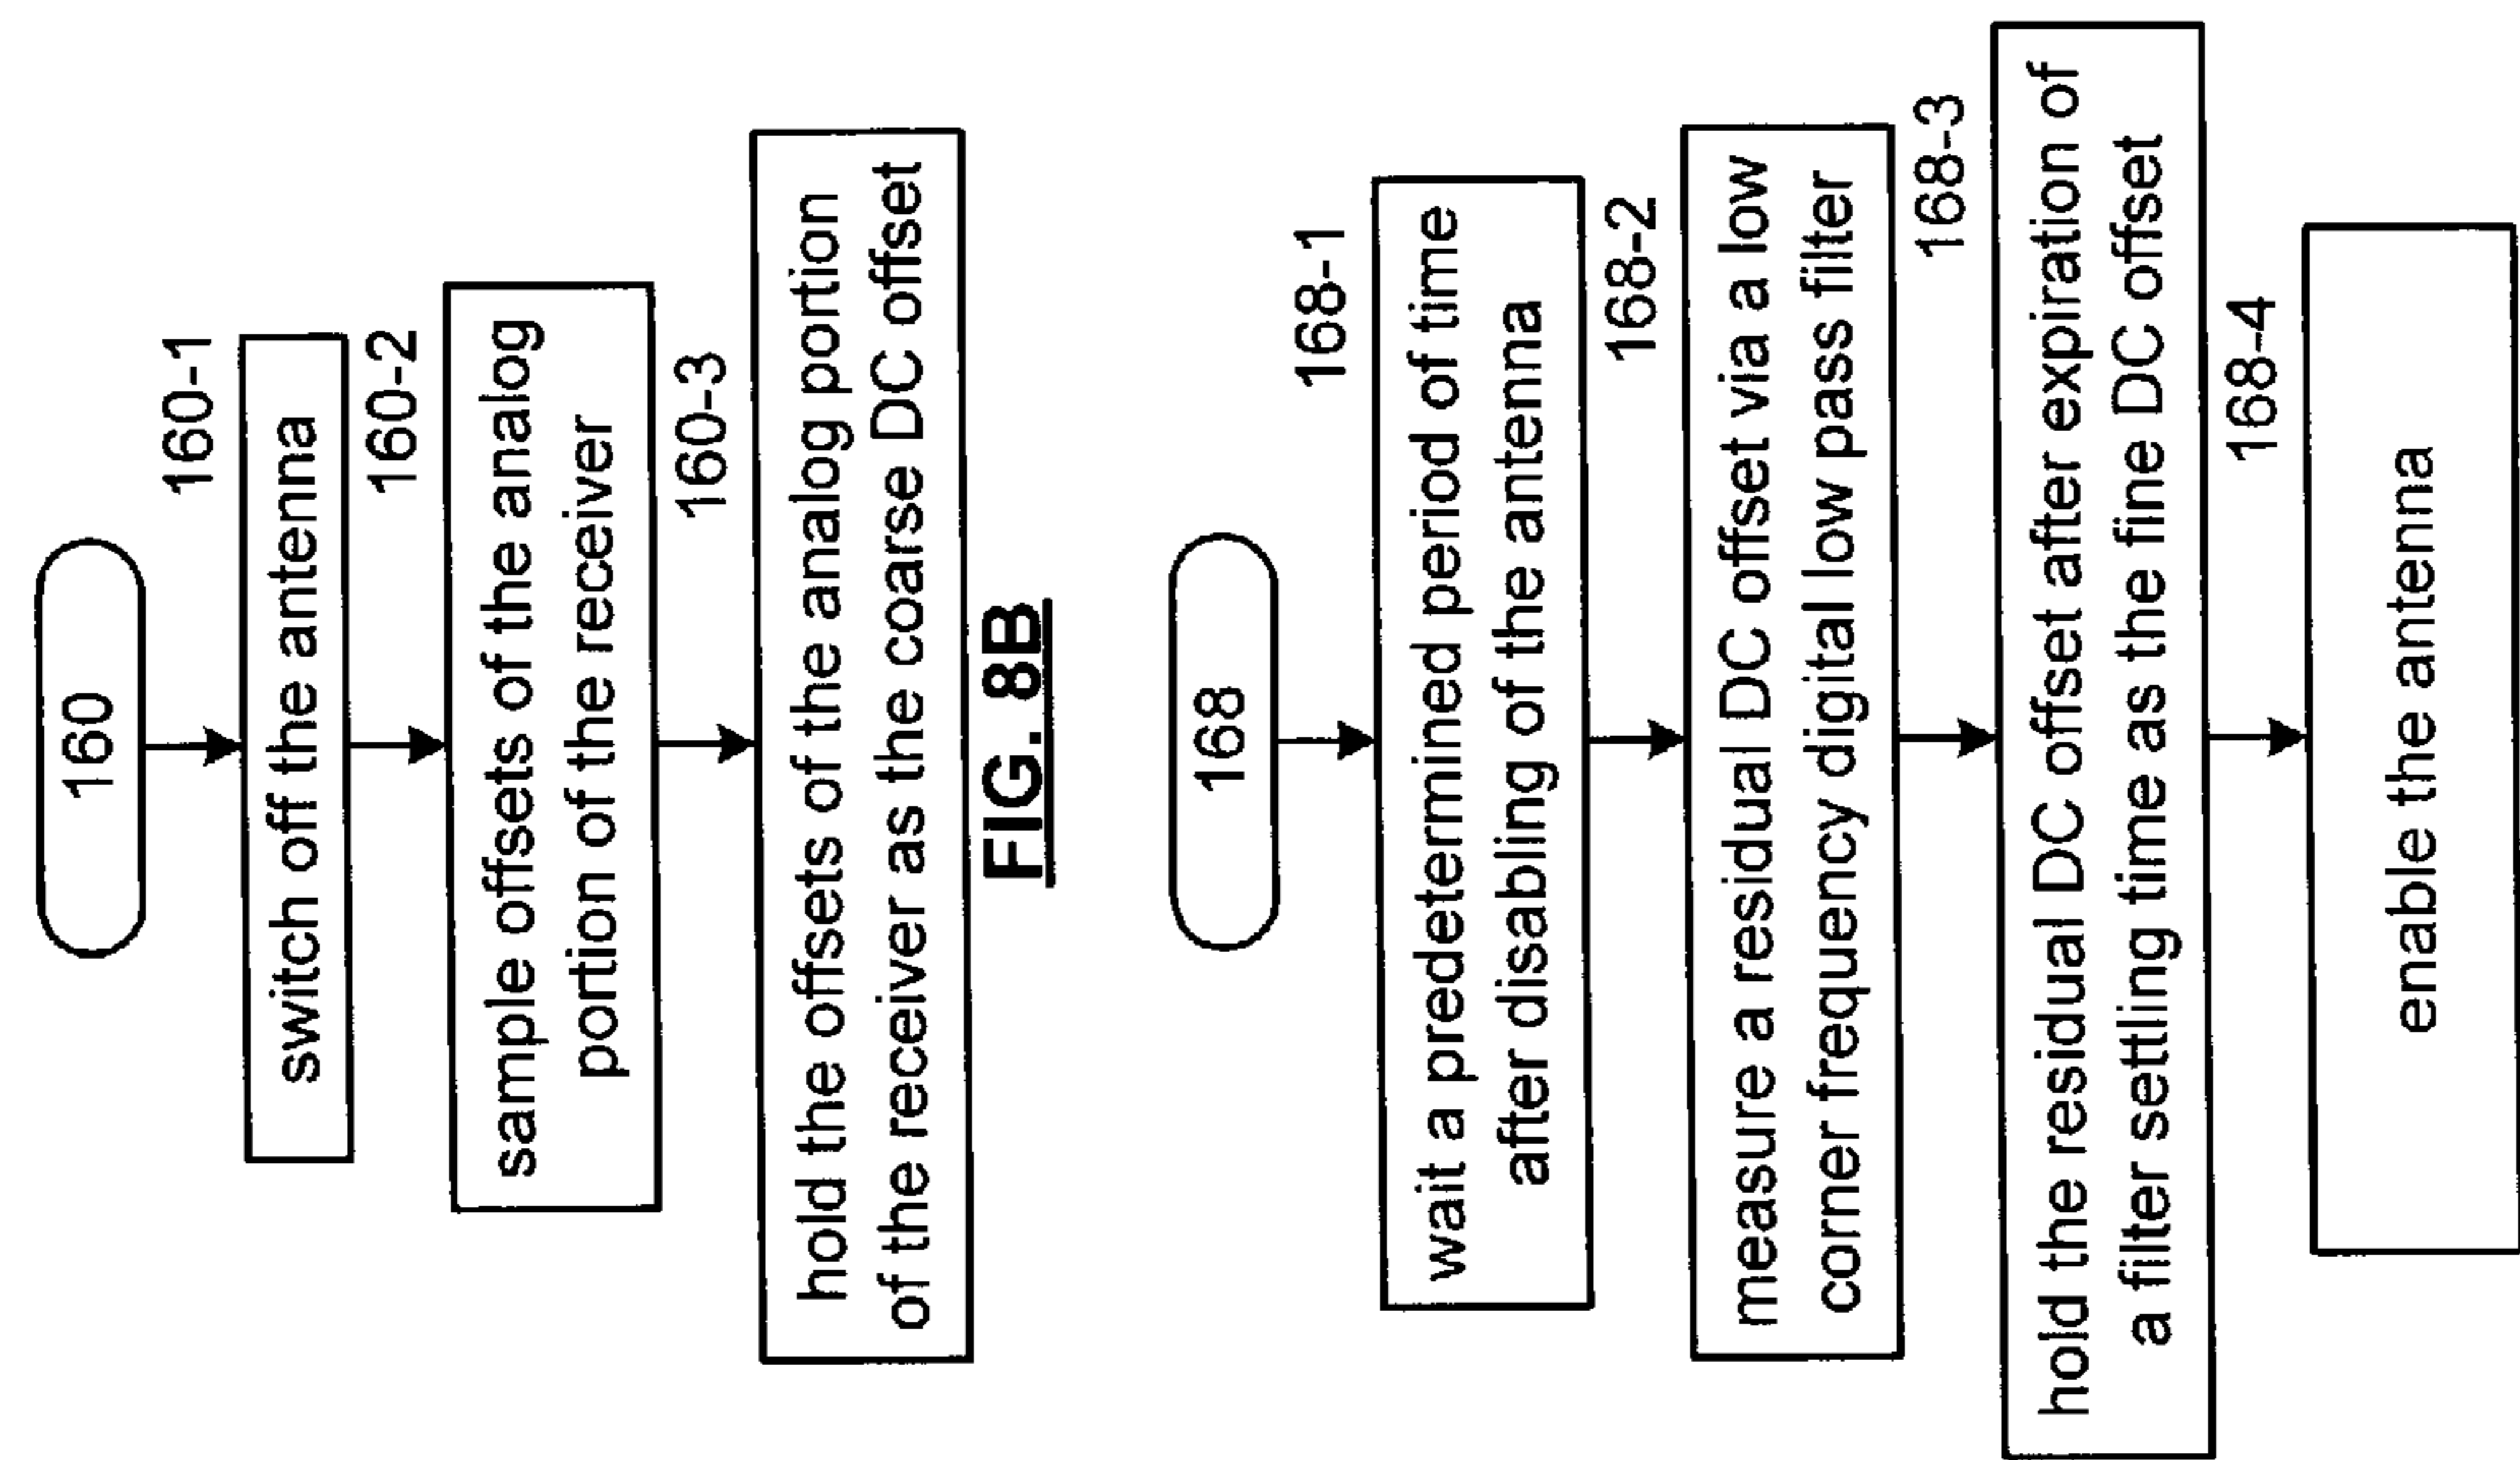 160
160-1
switch off the antenna
160-2
sample offsets of the analog
portion of the receiver
160-3
hold the offsets of the analog portion
of the receiver as the coarse DC offset
FIG. 8B
168
168-1
wait a predetermined period of time
after disabling of the antenna
168-2
measure a residual DC offset via a low
corner frequency digital low pass filter
168-3
hold the residual DC offset after expiration of
a filter settling time as the fine DC offset
168-4
enable the antenna